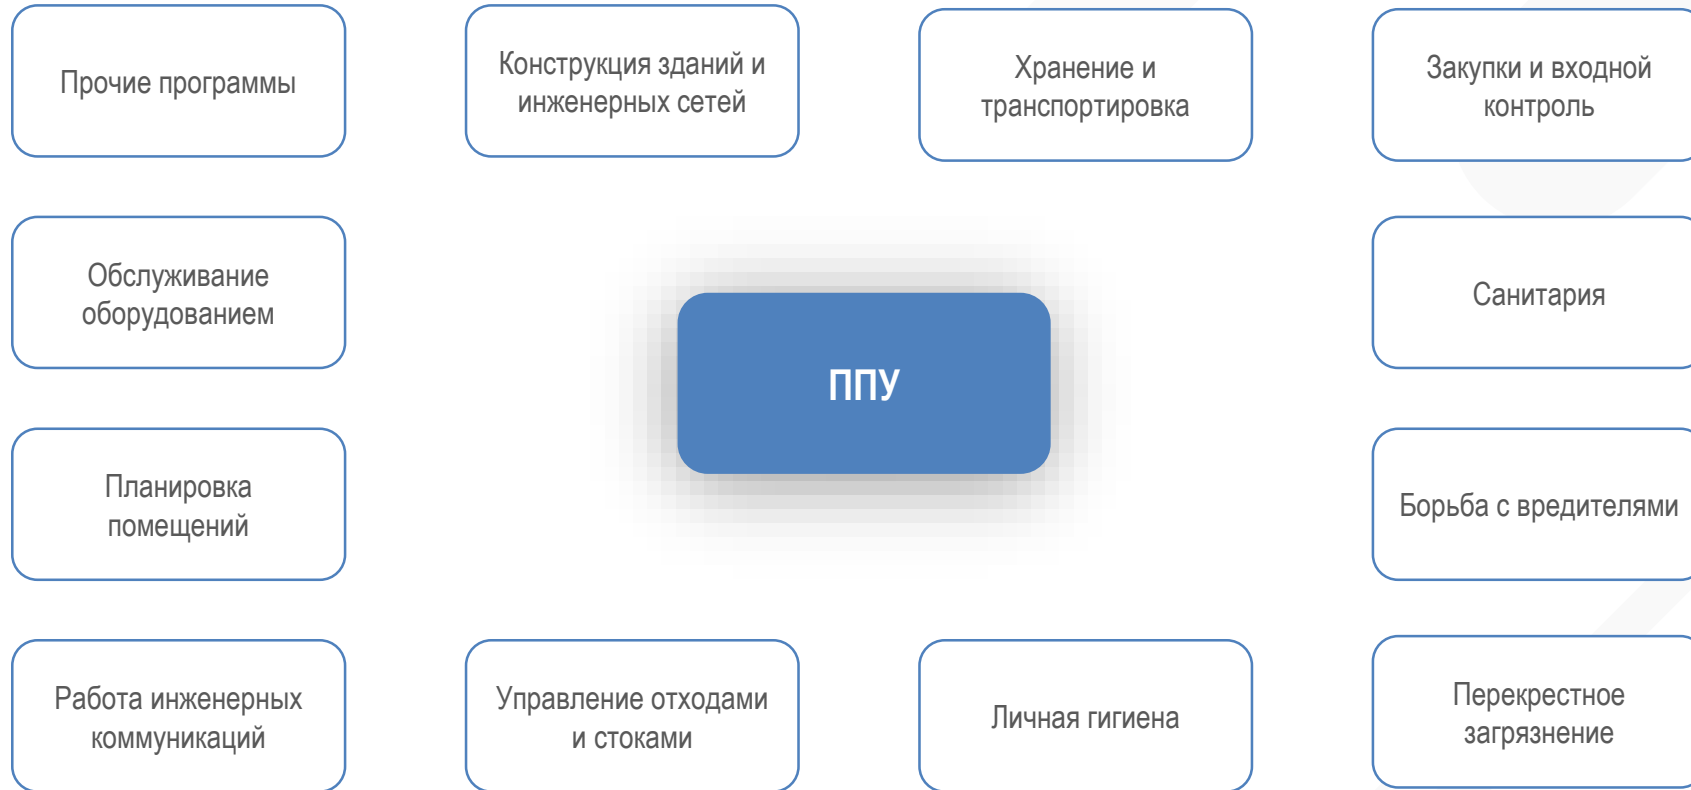 Прочие программы
Конструкция зданий и
инженерных сетей
Хранение и
транспортировка
Закупки и входной
контроль
Обслуживание
оборудованием
Санитария
ППУ
Планировка
помещений
Борьба с вредителями
Работа инженерных
коммуникаций
Управление отходами
и стоками
Личная гигиена
Перекрестное
загрязнение